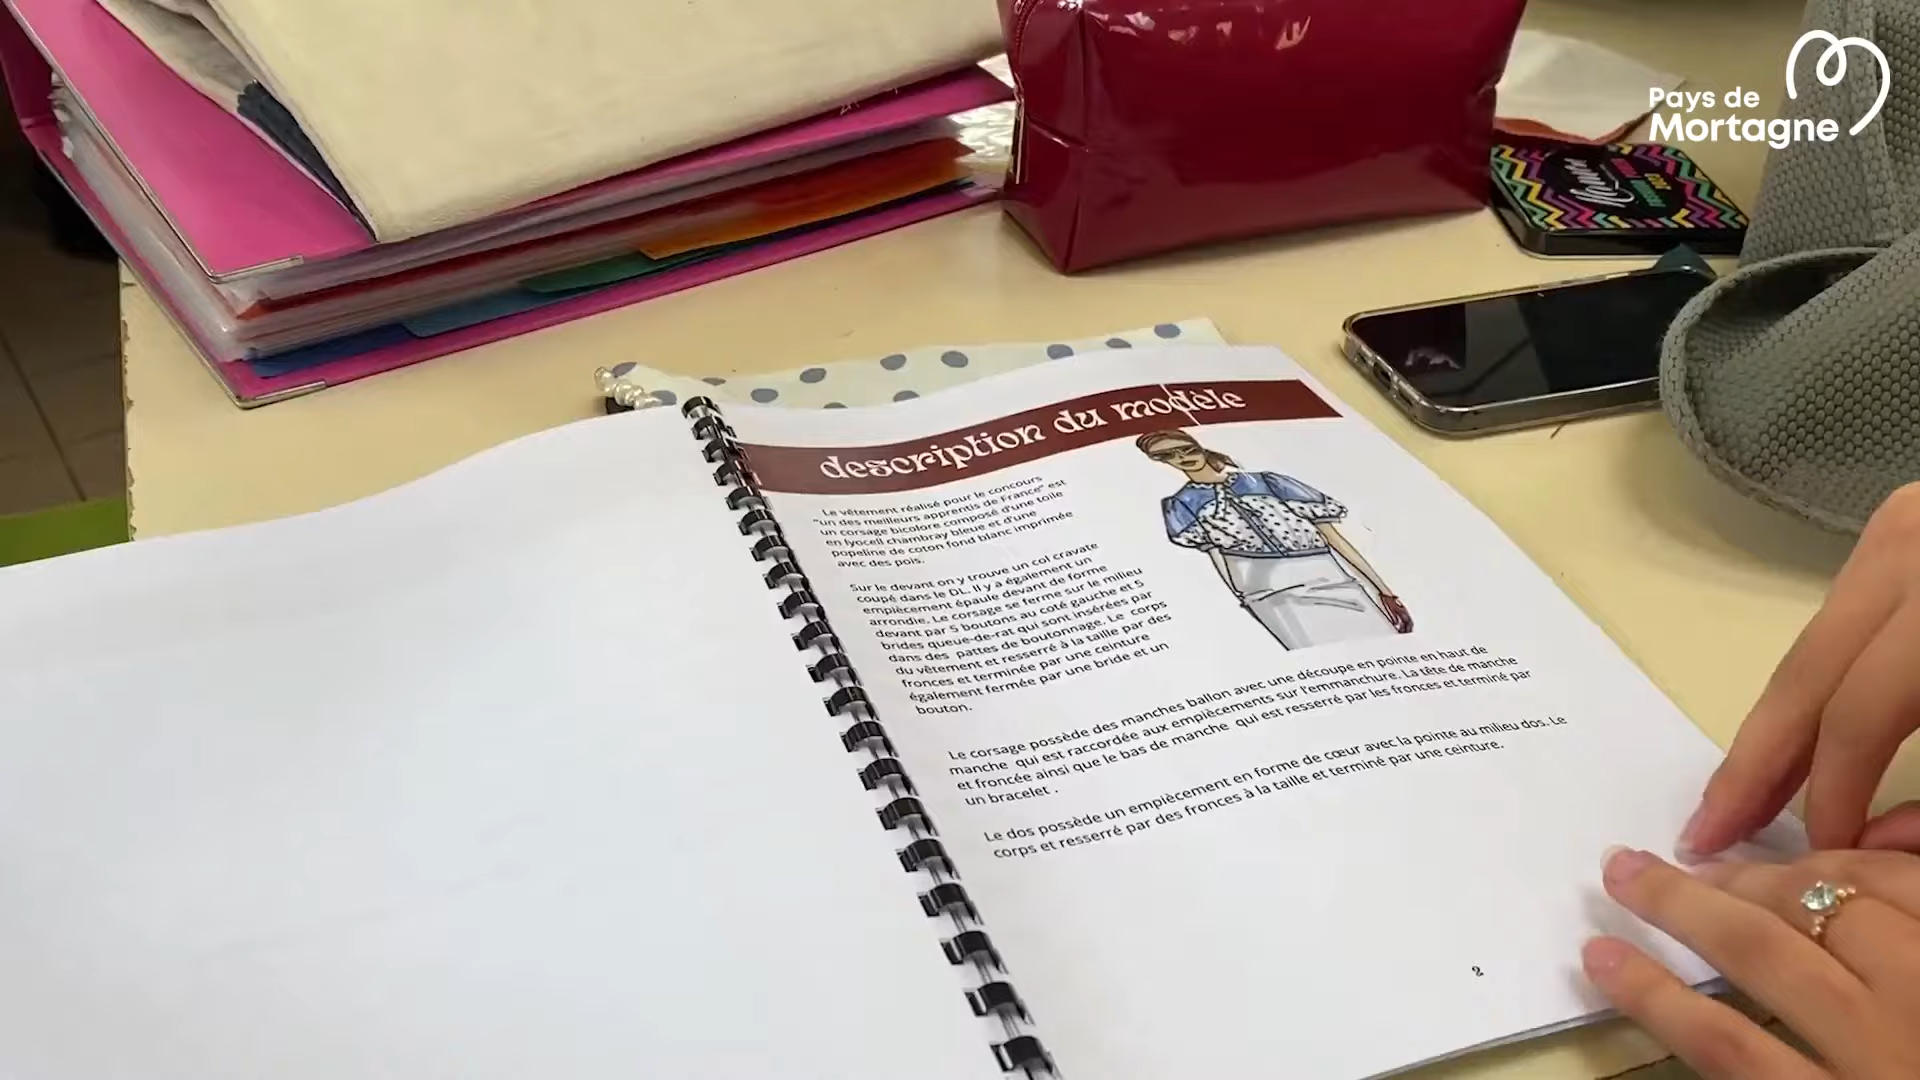 Pays de
Mortagne
description du modèle
Le vêtement réalisé pour le concours
"un des meilleurs apprentis de France" est
un corsage bicolore composé d'une toile
en lyocell chambray bleue et d'une
popeline de coton fond blanc imprimée
avec des pois.
Sur le devant on y trouve un col cravate
coupé dans le DL. Il y a également un
empiècement épaule devant de forme
arrondie. Le corsage se ferme sur le milieu
devant par 5 boutons au coté gauche et 5
brides queue-de-rat qui sont insérées par
dans des pattes de boutonnage. Le corps
du vêtement et resserré à la taille par des
fronces et terminée par une ceinture
également fermée par une bride et un
bouton.
Le corsage possède des manches ballon avec une découpe en pointe en haut de
manche qui est raccordée aux empiècements sur l'emmanchure. La tête de manche
et froncée ainsi que le bas de manche qui est resserré par les fronces et terminé par
un bracelet .
Le dos possède un empiècement en forme de cœur avec la pointe au milieu dos. Le
corps et resserré par des fronces à la taille et terminé par une ceinture.
2